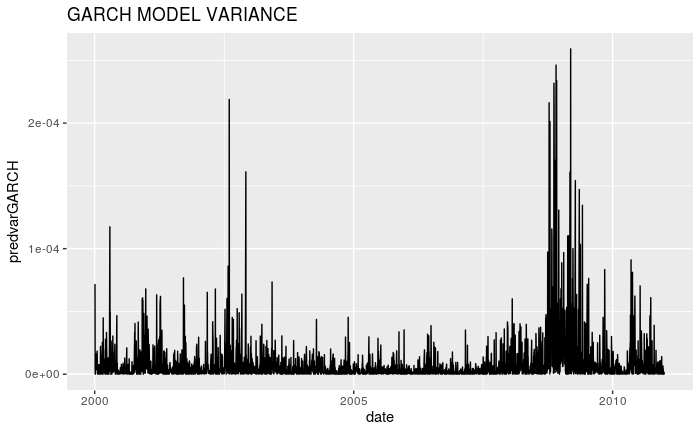 GARCH MODEL VARIANCE
predvarGARCH
2e-04
1e-04
0e+00
2000
2005
2010
date